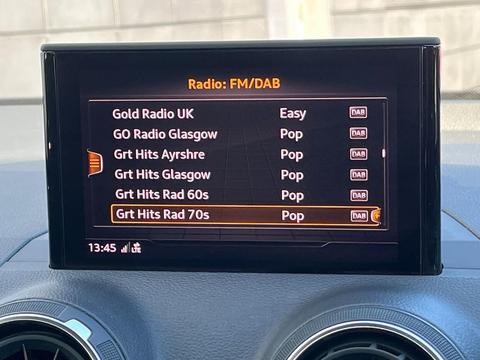 Radio: FM/DAB
Gold Radio UK Easy DAB
GO Radio Glasgow Pop DAB
Grt Hits Ayrshre Pop DAB
Grt Hits Glasgow Pop DAB
Grt Hits Rad 60s Pop DAB
Grt Hits Rad 70s Pop DAB
13:45 LTE